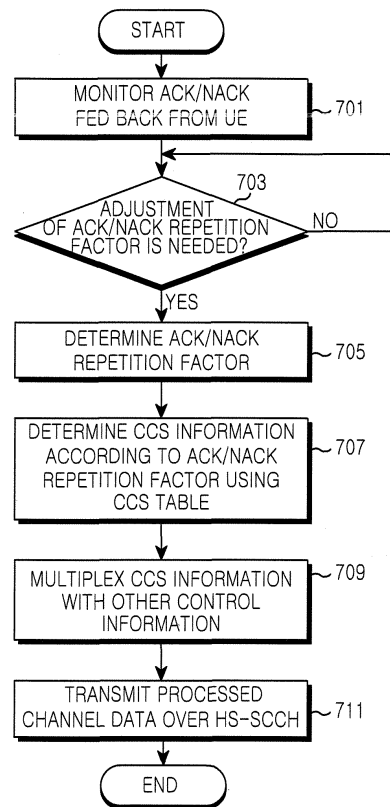 START
MONITOR ACK/NACK
FED BACK FROM UE
701
703
ADJUSTMENT
OF ACK/NACK REPETITION
FACTOR IS NEEDED?
NO
YES
DETERMINE ACK/NACK
REPETITION FACTOR
705
DETERMINE CCS INFORMATION
ACCORDING TO ACK/NACK
REPETITION FACTOR USING
CCS TABLE
707
MULTIPLEX CCS INFORMATION
WITH OTHER CONTROL
INFORMATION
709
TRANSMIT PROCESSED
CHANNEL DATA OVER HS-SCCH
711
END